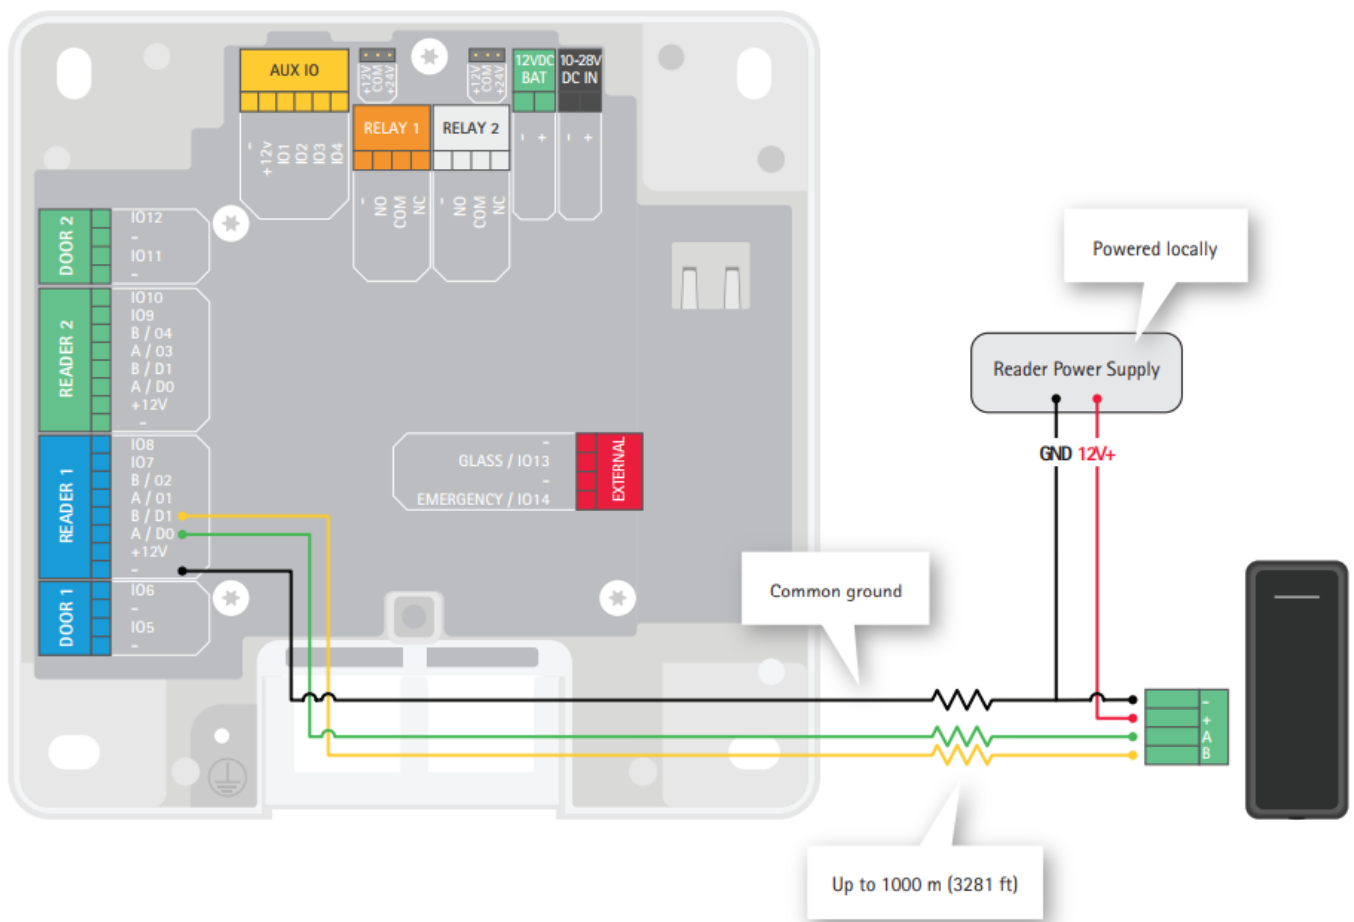 AUX IO
-
+12v
IO1
IO2
IO3
IO4
+12V
COM
+24V
RELAY 1
-
NO
COM
NC
+12V
COM
+24V
RELAY 2
-
NO
COM
NC
12VDC
BAT
-
+
10-28V
DC IN
-
+
DOOR 2
IO12
-
IO11
-
READER 2
IO10
IO9
B / O4
A / O3
B / D1
A / D0
+12V
-
READER 1
IO8
IO7
B / O2
A / O1
B / D1
A / D0
+12V
-
DOOR 1
IO6
-
IO5
-
-
GLASS / IO13
-
EMERGENCY / IO14
EXTERNAL
Powered locally
Reader Power Supply
GND 12V+
Common ground
-
+
A
B
Up to 1000 m (3281 ft)